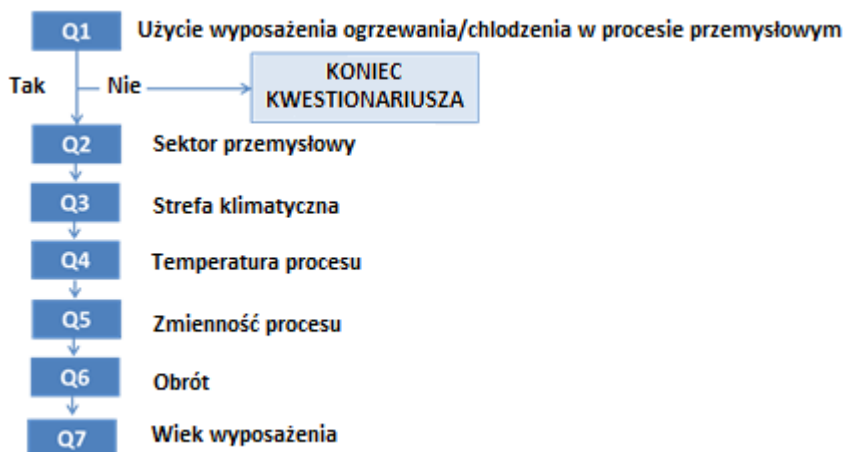 Q1 Użycie wyposażenia ogrzewania/chlodzenia w procesie przemysłowym
Tak Nie KONIEC
KWESTIONARIUSZA
Q2 Sektor przemysłowy
Q3 Strefa klimatyczna
Q4 Temperatura procesu
Q5 Zmienność procesu
Q6 Obrót
Q7 Wiek wyposażenia